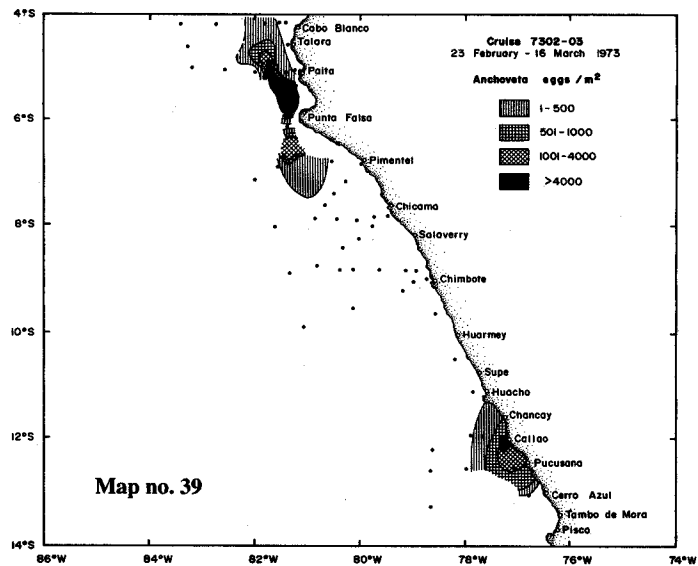 4°S
Cabo Blanco
Talara
Cruise 7302-03
23 February - 16 March 1973
Paita
Anchoveta eggs / m²
1-500
6°S
Punta Falsa
501-1000
1001-4000
Pimentel
>4000
8°S
Chicama
Salaverry
Chimbote
10°S
Huarmey
Supe
Huacho
Chancay
12°S
Callao
Pucusana
Map no. 39
Cerro Azul
Tambo de Mora
Pisco
14°S
86°W 84°W 82°W 80°W 78°W 76°W 74°W